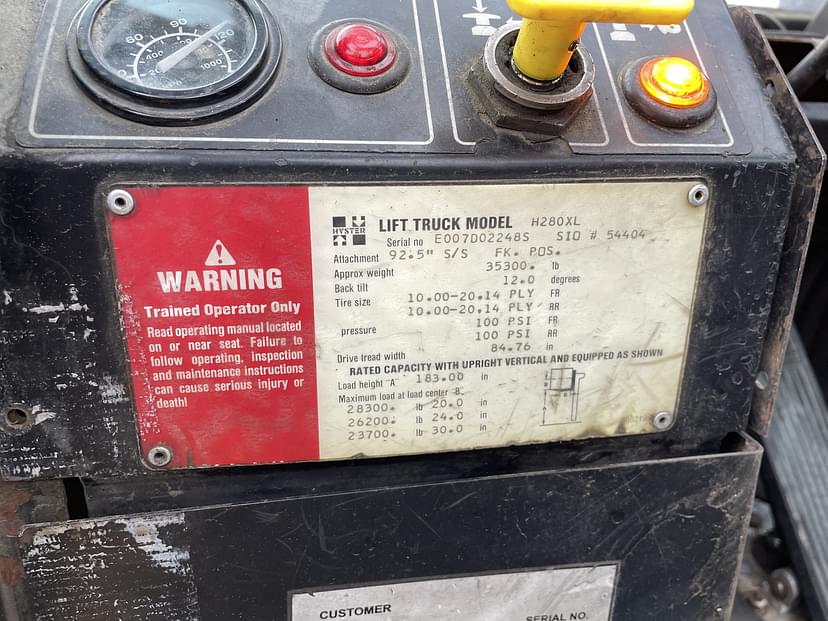 60 90 120
400
1000
WARNING
Trained Operator Only
Read operating manual located
on or near seat. Failure to
follow operating, inspection
and maintenance instructions
can cause serious injury or
death!
HYSTER
LIFT TRUCK MODEL H280XL
Serial no E007D02248S SIO # 54404
Attachment 92.5" S/S FK. POS.
Approx weight 35300. lb
Back tilt 12.0 degrees
Tire size 10.00-20.14 PLY FR
10.00-20.14 PLY RR
pressure 100 PSI FR
100 PSI RR
Drive tread width 84.76 in
RATED CAPACITY WITH UPRIGHT VERTICAL AND EQUIPPED AS SHOWN
Load height "A" 183.00 in
Maximum load at load center "B"
28300. lb 20.0 in
26200. lb 24.0 in
23700. lb 30.0 in
CUSTOMER SERIAL NO.